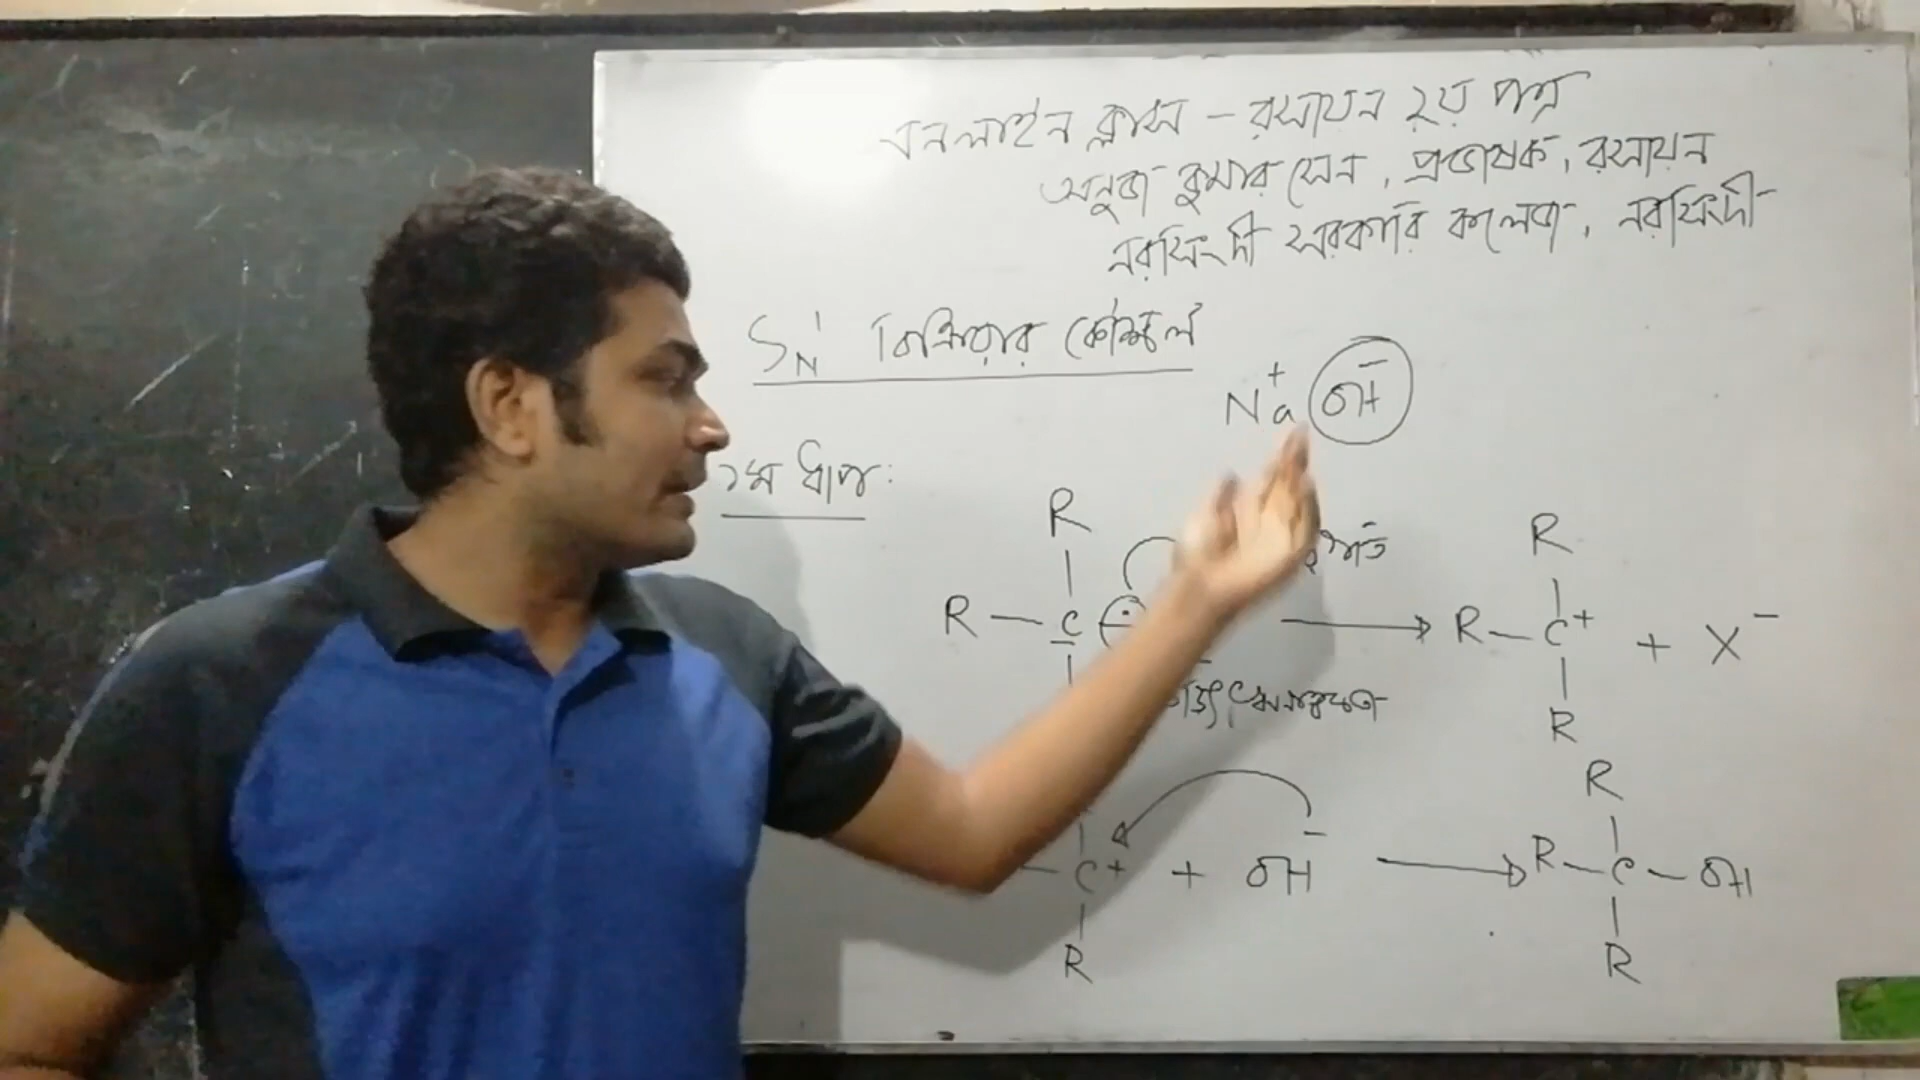 অনলাইন ক্লাস - রসায়ন ২য় পত্র
অনুজ কুমার সেন, প্রভাষক, রসায়ন
নরসিংদী সরকারি কলেজ, নরসিংদী
SN1 বিক্রিয়ার কৌশল
Na+ OH-
১ম ধাপ:
R
R
R — C
R — C+ + X-
R
R
C+ + OH-
R — C — OH
R
R